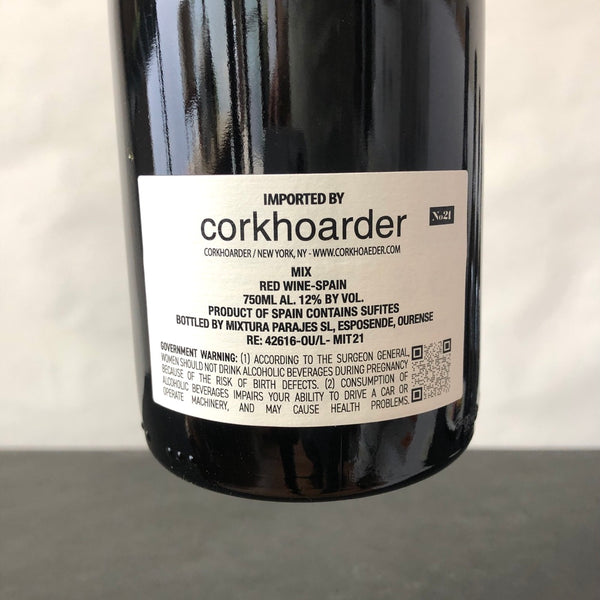 IMPORTED BY
corkhoarder
No21
CORKHOARDER / NEW YORK, NY - WWW.CORKHOAEDER.COM
MIX
RED WINE-SPAIN
750ML AL. 12% BY VOL.
PRODUCT OF SPAIN CONTAINS SUFITES
BOTTLED BY MIXTURA PARAJES SL, ESPOSENDE, OURENSE
RE: 42616-OU/L- MIT21
GOVERNMENT WARNING: (1) ACCORDING TO THE SURGEON GENERAL,
WOMEN SHOULD NOT DRINK ALCOHOLIC BEVERAGES DURING PREGNANCY
BECAUSE OF THE RISK OF BIRTH DEFECTS. (2) CONSUMPTION OF
ALCOHOLIC BEVERAGES IMPAIRS YOUR ABILITY TO DRIVE A CAR OR
OPERATE MACHINERY, AND MAY CAUSE HEALTH PROBLEMS.